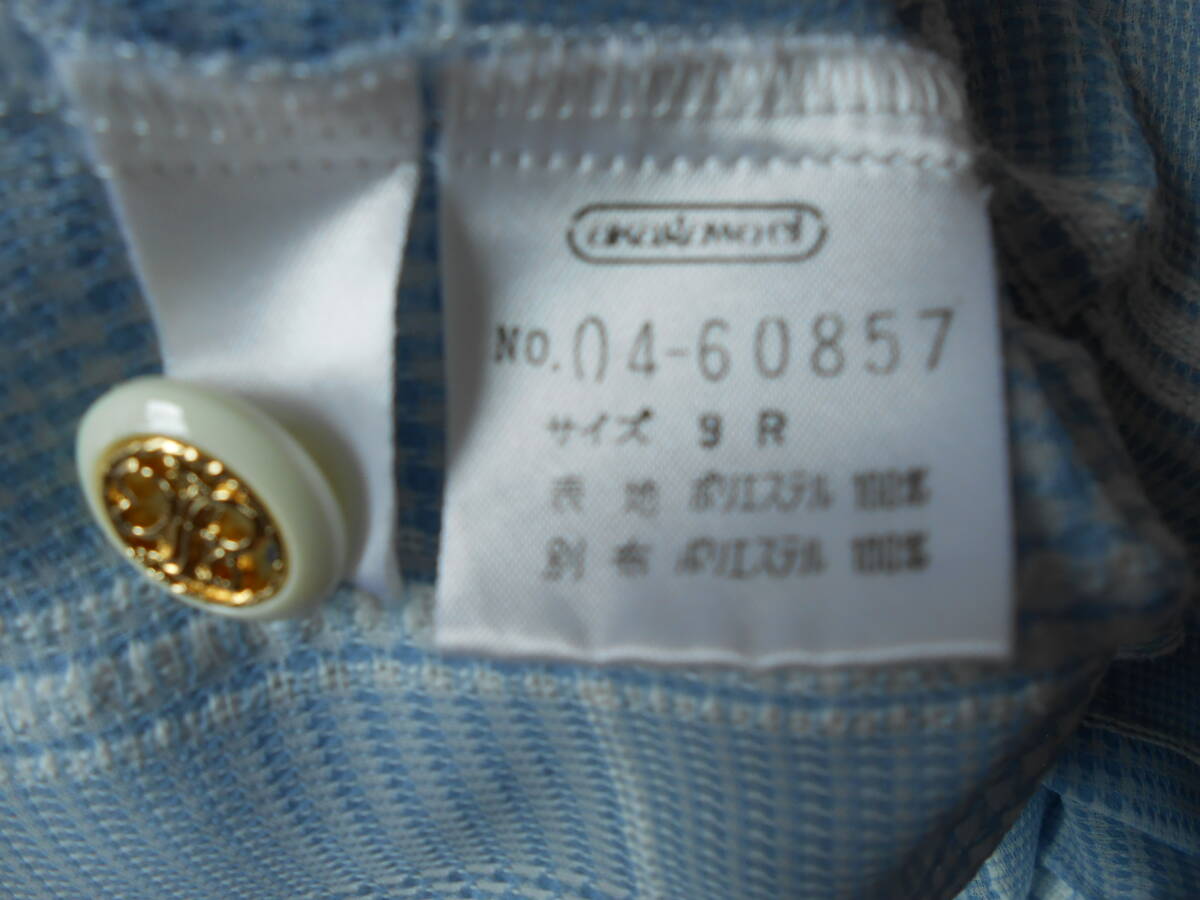 No. 04-60857
サイズ 9 R
表 地 ポリエステル 100%
別 布 ポリエステル 100%